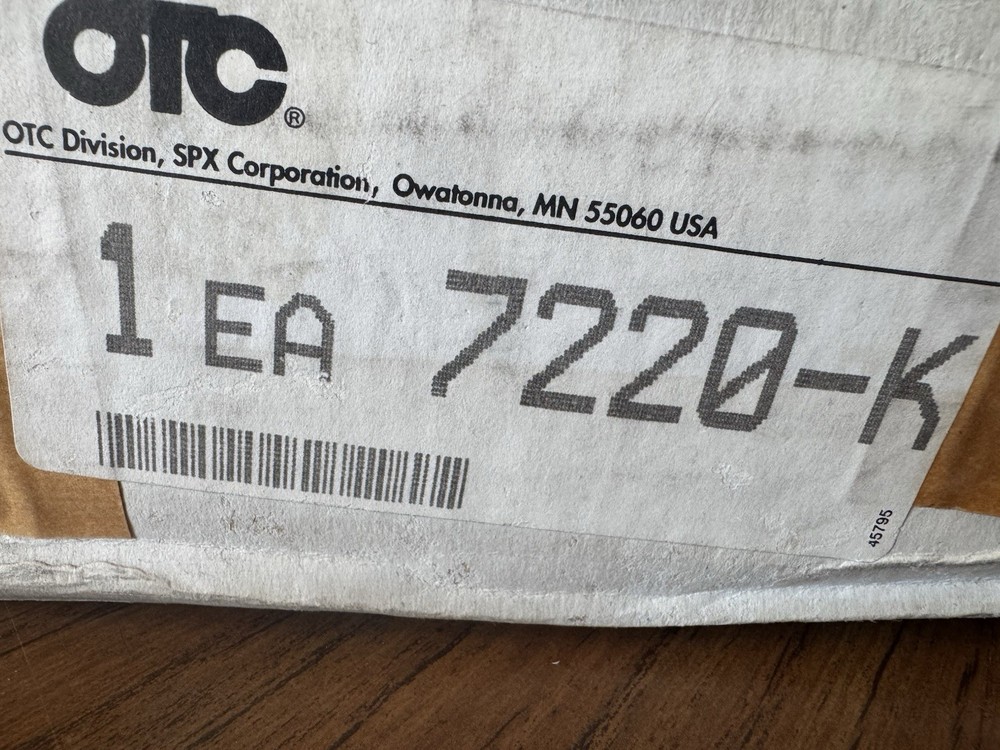 OTC®
OTC Division, SPX Corporation, Owatonna, MN 55060 USA
1 EA 7220-K
45795